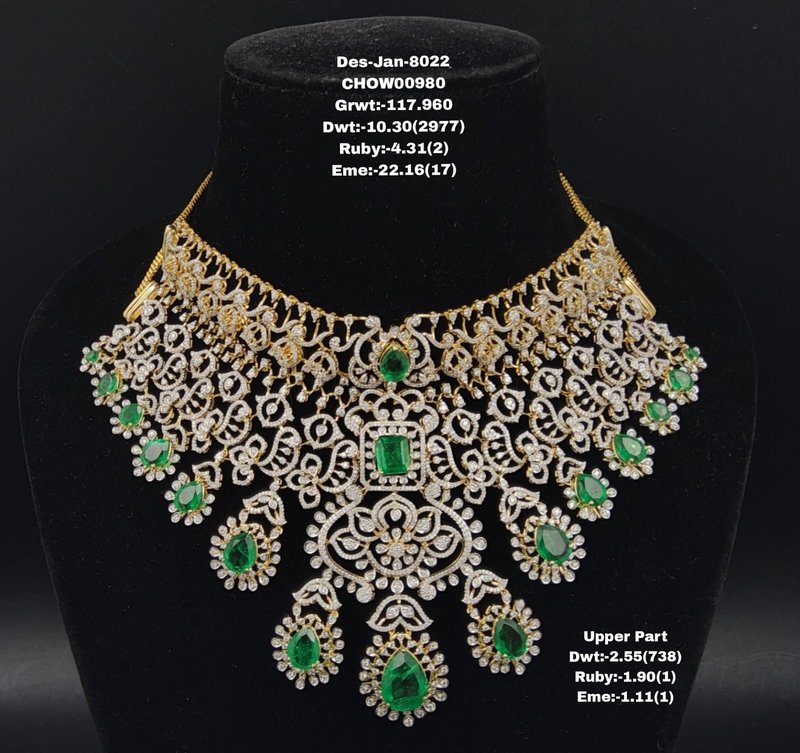 Des-Jan-8022
CHOW00980
Grwt:-117.960
Dwt:-10.30(2977)
Ruby:-4.31(2)
Eme:-22.16(17)
Upper Part
Dwt:-2.55(738)
Ruby:-1.90(1)
Eme:-1.11(1)